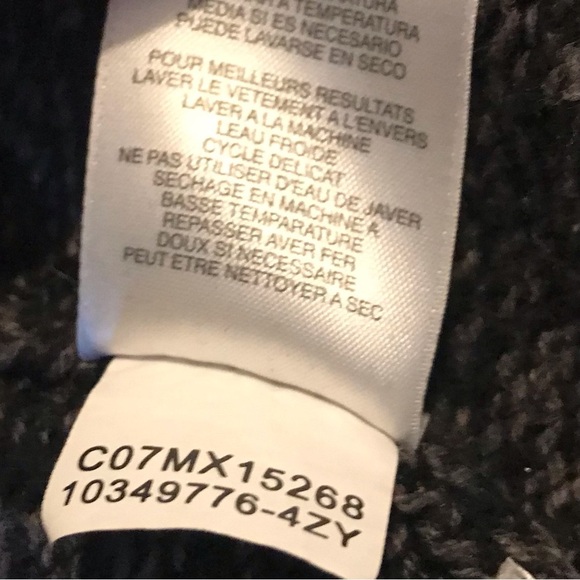 A TEMPERATURA
MEDIA SI ES NECESARIO
PUEDE LAVARSE EN SECO
POUR MEILLEURS RESULTATS
LAVER LE VETEMENT A L'ENVERS
LAVER A LA MACHINE
LEAU FROIDE
CYCLE DELICAT
NE PAS UTILISER D'EAU DE JAVER
SECHAGE EN MACHINE A
BASSE TEMPARATURE
REPASSER AVER FER
DOUX SI NECESSAIRE
PEUT ETRE NETTOYER A SEC
C07MX15268
10349776-4ZY